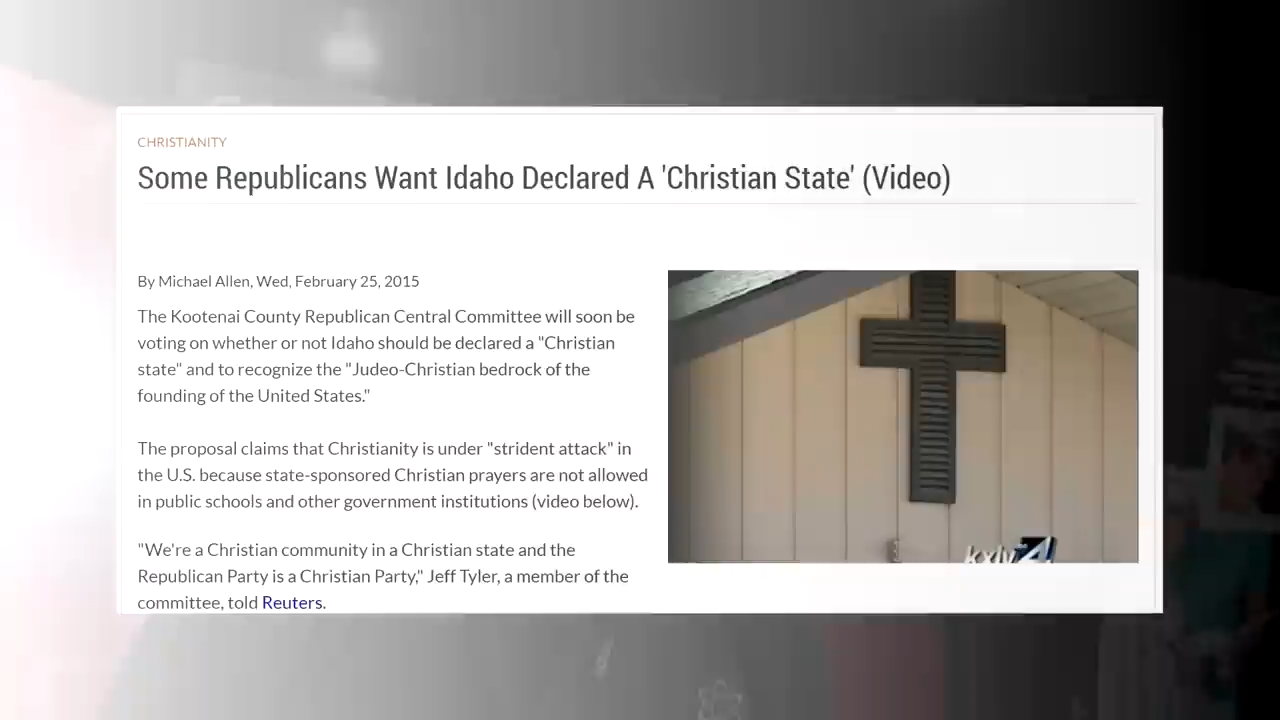 CHRISTIANITY
Some Republicans Want Idaho Declared A 'Christian State' (Video)
By Michael Allen, Wed, February 25, 2015
The Kootenai County Republican Central Committee will soon be
voting on whether or not Idaho should be declared a "Christian
state" and to recognize the "Judeo-Christian bedrock of the
founding of the United States."
The proposal claims that Christianity is under "strident attack" in
the U.S. because state-sponsored Christian prayers are not allowed
in public schools and other government institutions (video below).
"We're a Christian community in a Christian state and the
Republican Party is a Christian Party," Jeff Tyler, a member of the
committee, told Reuters.
kxly 4